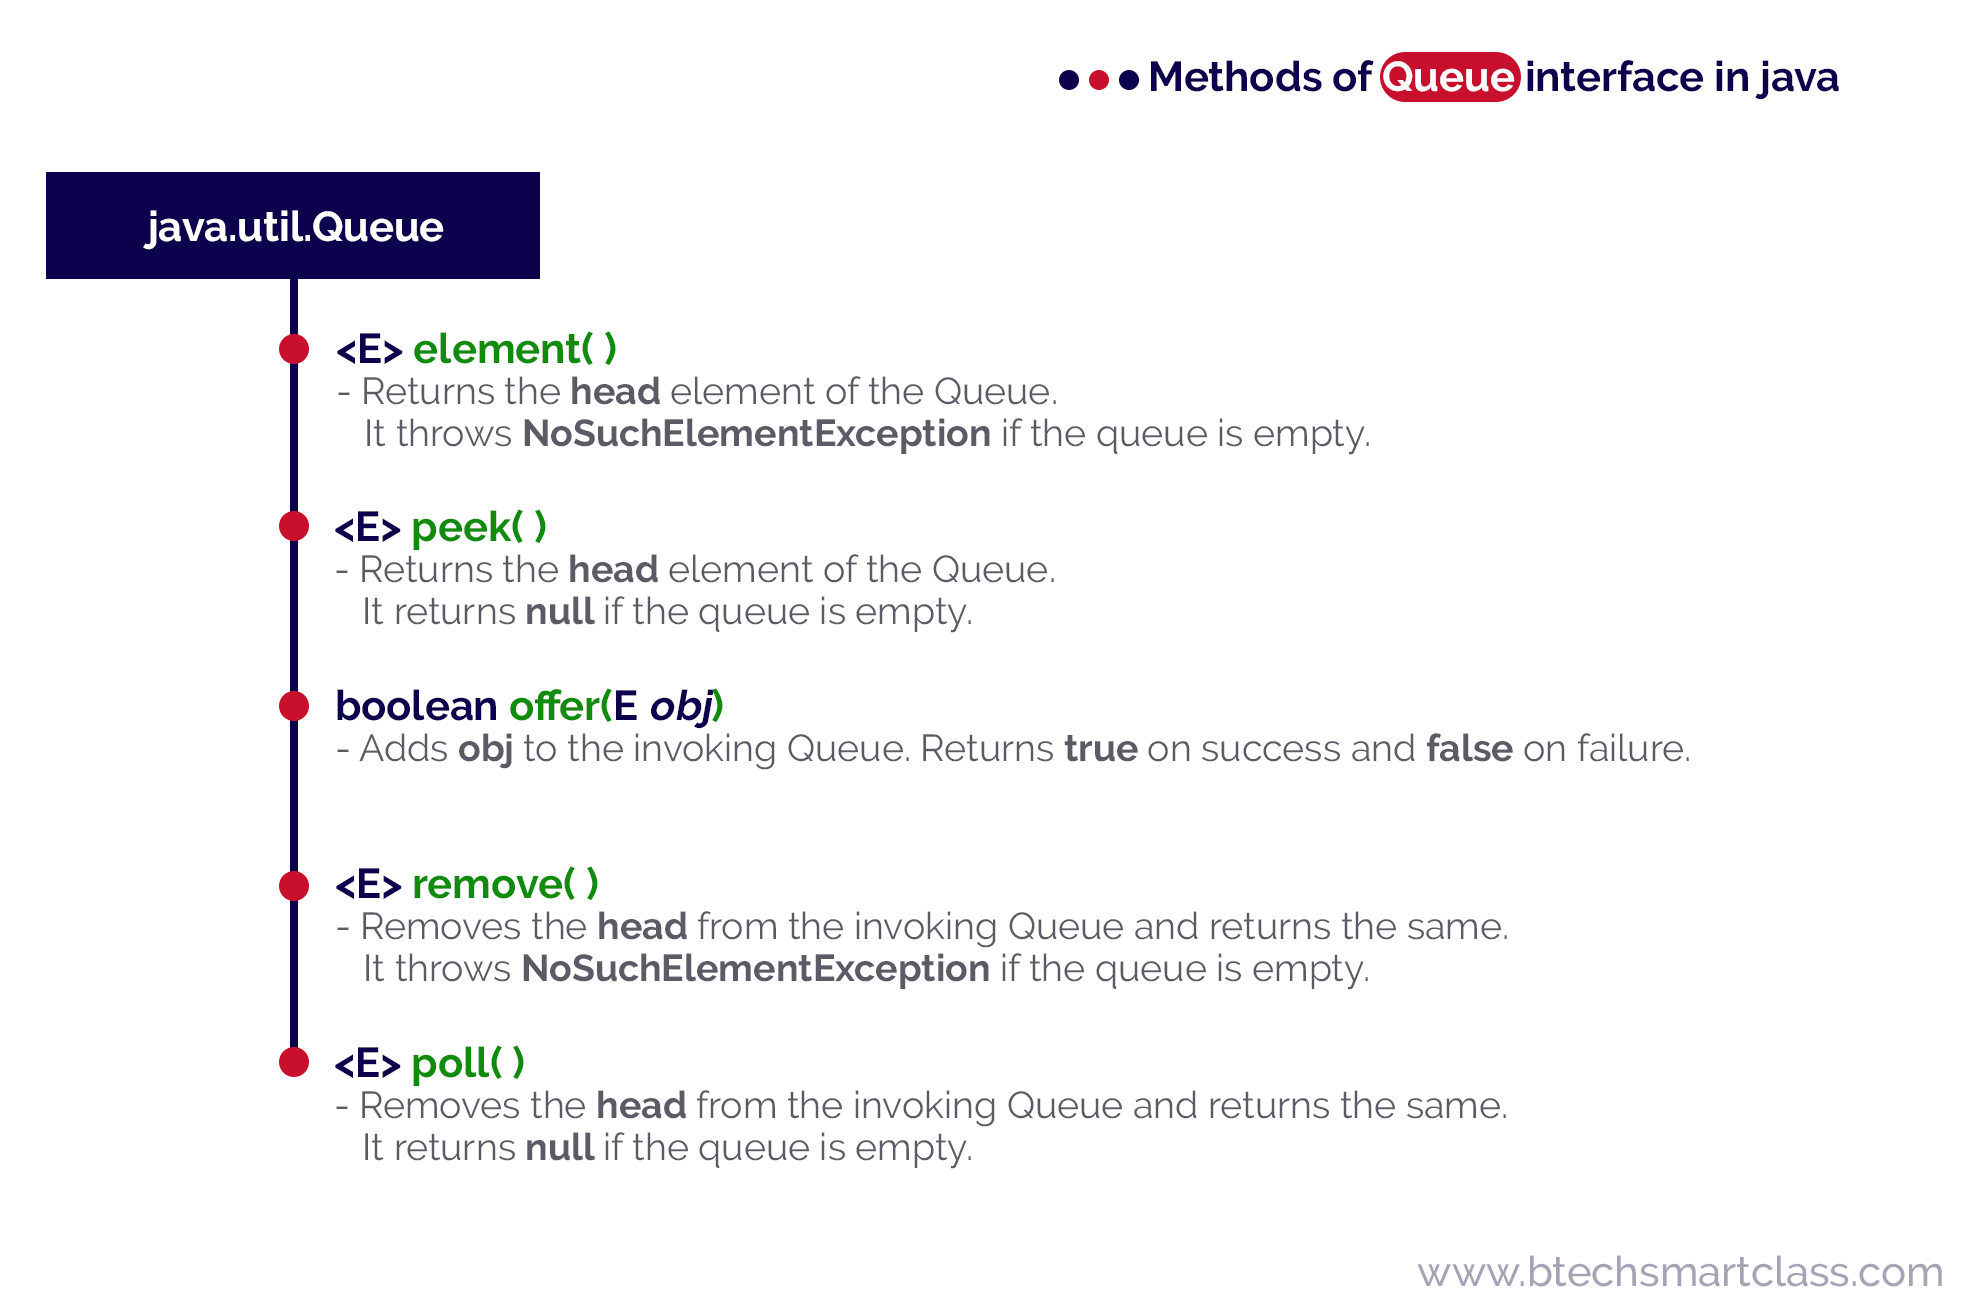 Methods of Queue interface in java
java.util.Queue
<E> element( )
- Returns the head element of the Queue.
It throws NoSuchElementException if the queue is empty.
<E> peek( )
- Returns the head element of the Queue.
It returns null if the queue is empty.
boolean offer(E obj)
- Adds obj to the invoking Queue. Returns true on success and false on failure.
<E> remove( )
- Removes the head from the invoking Queue and returns the same.
It throws NoSuchElementException if the queue is empty.
<E> poll( )
- Removes the head from the invoking Queue and returns the same.
It returns null if the queue is empty.
www.btechsmartclass.com